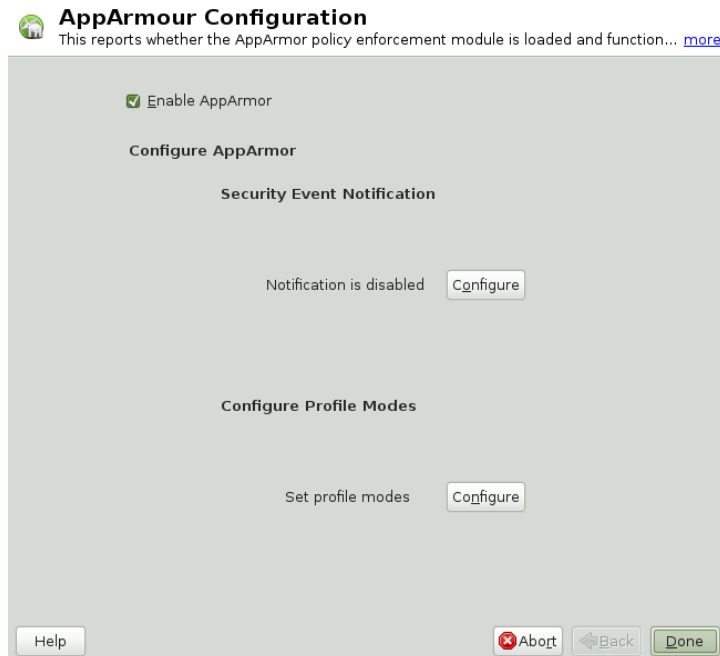 AppArmour Configuration
This reports whether the AppArmor policy enforcement module is loaded and function... more
Enable AppArmor
Configure AppArmor
Security Event Notification
Notification is disabled Configure
Configure Profile Modes
Set profile modes Configure
Help Abort Back Done